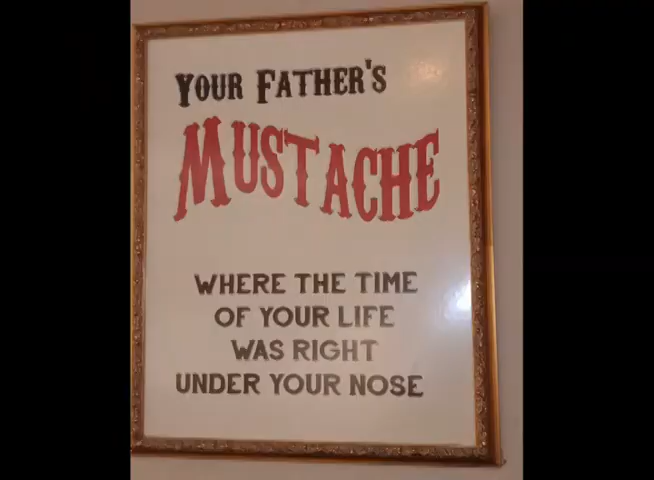 YOUR FATHER'S
MUSTACHE
WHERE THE TIME
OF YOUR LIFE
WAS RIGHT
UNDER YOUR NOSE